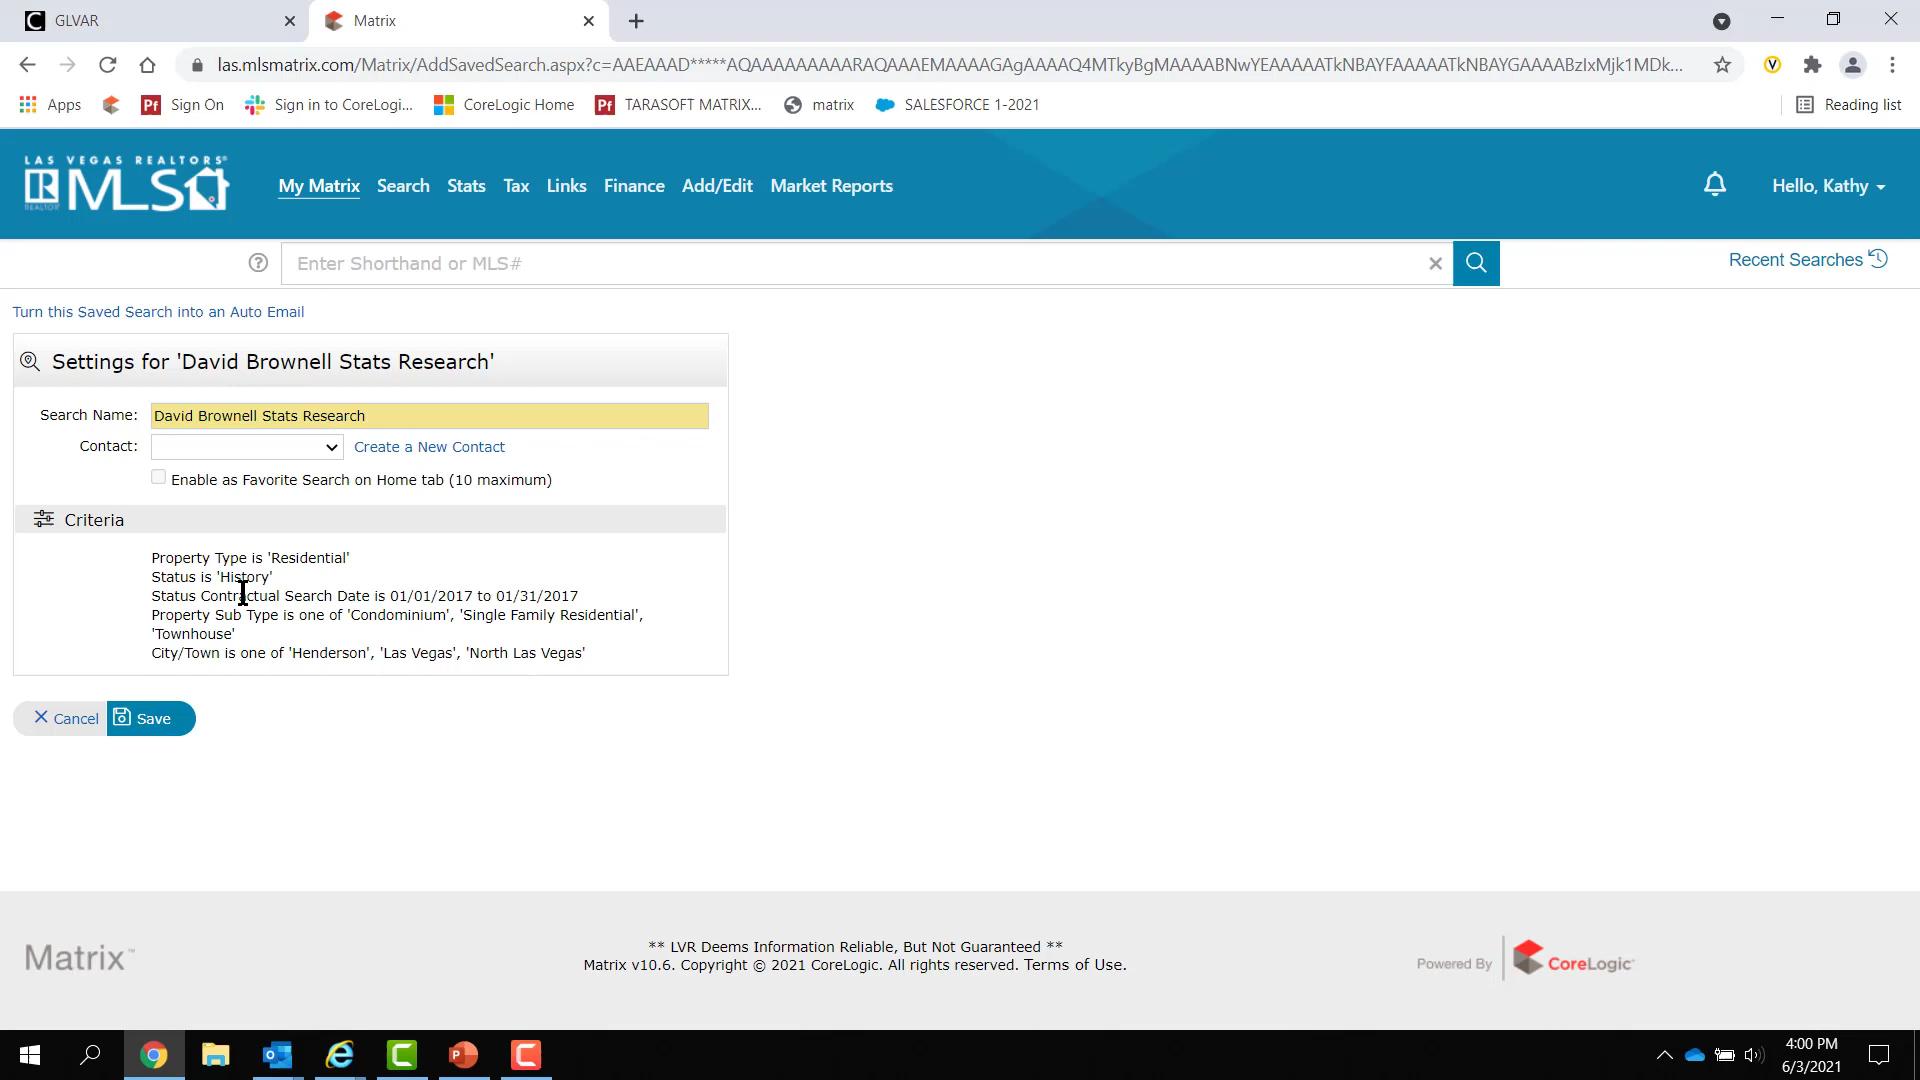 GLVAR
Matrix
las.mlsmatrix.com/Matrix/AddSavedSearch.aspx?c=AAEAAAD*****AQAAAAAAAAARAQAAAEMAAAAGAgAAAAQ4MTkyBgMAAAABNwYEAAAAATkNBAYFAAAAATkNBAYGAAAABzIxMjk1MDk...
Apps
Sign On
Sign in to CoreLogi...
CoreLogic Home
TARASOFT MATRIX...
matrix
SALESFORCE 1-2021
Reading list
LAS VEGAS REALTORS®
MLS
REALTOR
My Matrix
Search
Stats
Tax
Links
Finance
Add/Edit
Market Reports
Hello, Kathy
Enter Shorthand or MLS#
Recent Searches
Turn this Saved Search into an Auto Email
Settings for 'David Brownell Stats Research'
Search Name: David Brownell Stats Research
Contact: Create a New Contact
Enable as Favorite Search on Home tab (10 maximum)
Criteria
Property Type is 'Residential'
Status is 'History'
Status Contractual Search Date is 01/01/2017 to 01/31/2017
Property Sub Type is one of 'Condominium', 'Single Family Residential',
'Townhouse'
City/Town is one of 'Henderson', 'Las Vegas', 'North Las Vegas'
Cancel
Save
Matrix™
** LVR Deems Information Reliable, But Not Guaranteed **
Matrix v10.6. Copyright © 2021 CoreLogic. All rights reserved. Terms of Use.
Powered By
CoreLogic
4:00 PM
6/3/2021